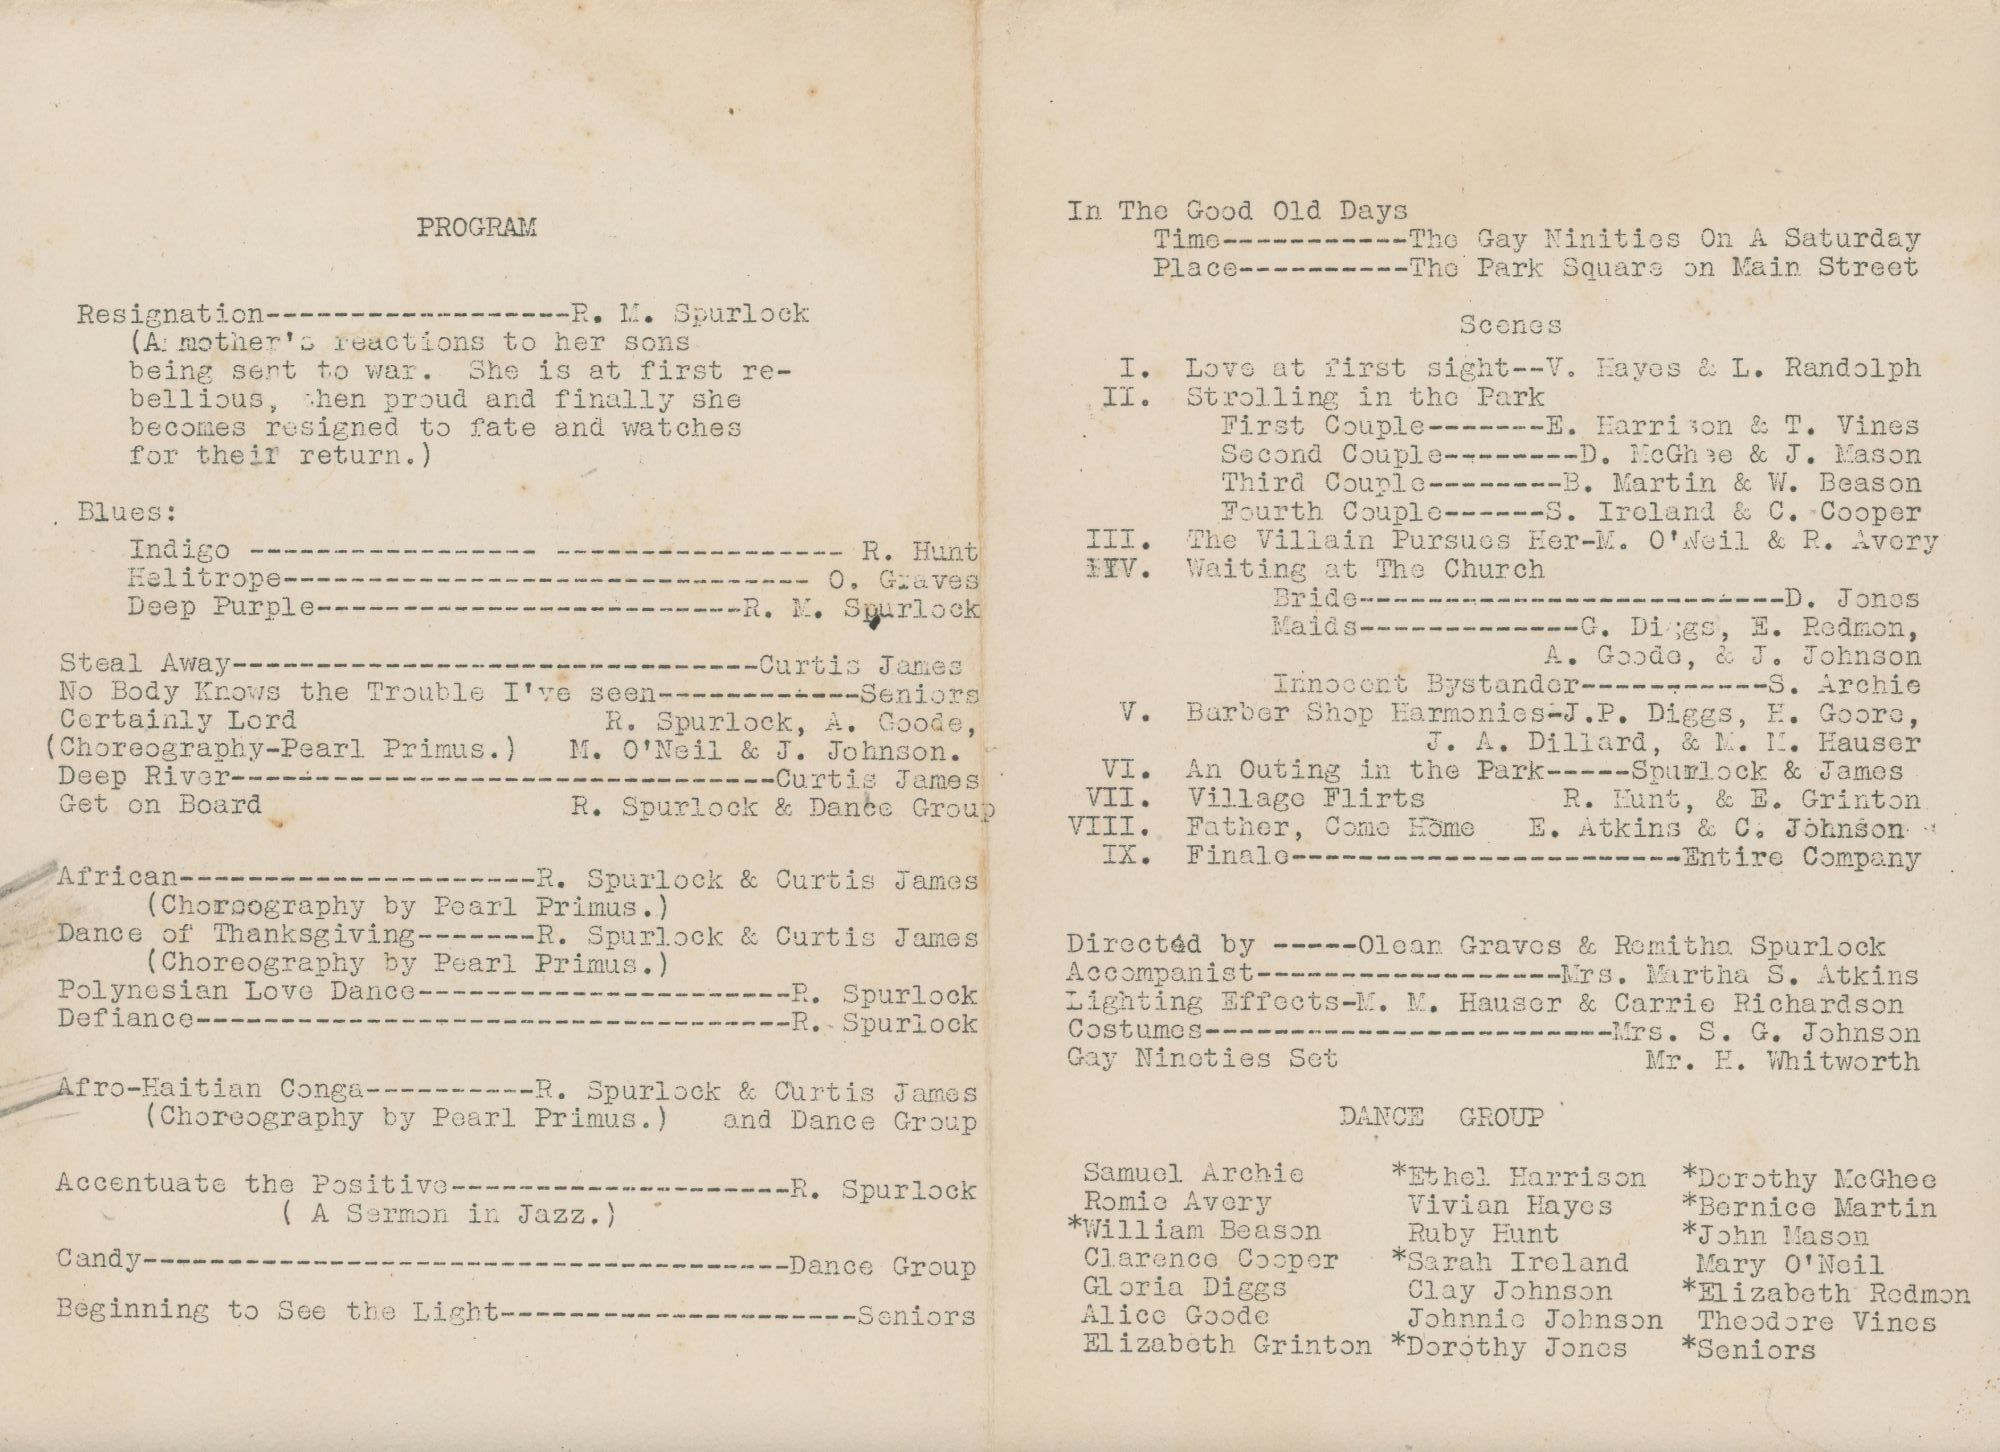 PROGRAM
Resignation------------------R. M. Spurlock
(A mother's reactions to her sons
being sent to war. She is at first re-
bellious, then proud and finally she
becomes resigned to fate and watches
for their return.)
Blues:
Indigo ----------------- ----------------- R. Hunt
Helitrope------------------------------- O. Graves
Deep Purple-------------------------R. M. Spurlock
Steal Away-------------------------------Curtis James
No Body Knows the Trouble I've seen------------Seniors
Certainly Lord R. Spurlock, A. Goode,
(Choreography-Pearl Primus.) M. O'Neil & J. Johnson.
Deep River--------------------------------Curtis James
Get on Board R. Spurlock & Dance Group
African---------------------R. Spurlock & Curtis James
(Choreography by Pearl Primus.)
Dance of Thanksgiving-------R. Spurlock & Curtis James
(Choreography by Pearl Primus.)
Polynesian Love Dance----------------------R. Spurlock
Defiance-----------------------------------R. Spurlock
Afro-Haitian Conga----------R. Spurlock & Curtis James
(Choreography by Pearl Primus.) and Dance Group
Accentuate the Positive--------------------R. Spurlock
( A Sermon in Jazz.)
Candy--------------------------------------Dance Group
Beginning to See the Light---------------------Seniors
In The Good Old Days
Time-----------The Gay Ninities On A Saturday
Place----------The Park Square on Main Street
Scenes
I. Love at first sight--V. Hayes & L. Randolph
II. Strolling in the Park
First Couple-------E. Harrison & T. Vines
Second Couple--------D. McGhee & J. Mason
Third Couple--------B. Martin & W. Beason
Fourth Couple------S. Ireland & C. Cooper
III. The Villain Pursues Her-M. O'Neil & R. Avery
IIV. Waiting at The Church
Bride-------------------------D. Jones
Maids-------------G. Diggs, E. Redmon,
A. Goode, & J. Johnson
Innocent Bystander-----------S. Archie
V. Barber Shop Harmonies-J.P. Diggs, H. Goore,
J. A. Dillard, & M. M. Hauser
VI. An Outing in the Park-----Spurlock & James
VII. Village Flirts R. Hunt, & E. Grinton
VIII. Father, Come Home E. Atkins & C. Johnson
IX. Finale-----------------------Entire Company
Directed by -----Olean Graves & Romitha Spurlock
Accompanist------------------Mrs. Martha S. Atkins
Lighting Effects-M. M. Hauser & Carrie Richardson
Costumes------------------------Mrs. S. G. Johnson
Gay Nineties Set Mr. H. Whitworth
DANCE GROUP
Samuel Archie *Ethel Harrison *Dorothy McGhee
Romie Avery Vivian Hayes *Bernice Martin
*William Beason Ruby Hunt *John Mason
Clarence Cooper *Sarah Ireland Mary O'Neil
Gloria Diggs Clay Johnson *Elizabeth Redmon
Alice Goode Johnnie Johnson Theodore Vines
Elizabeth Grinton *Dorothy Jones *Seniors